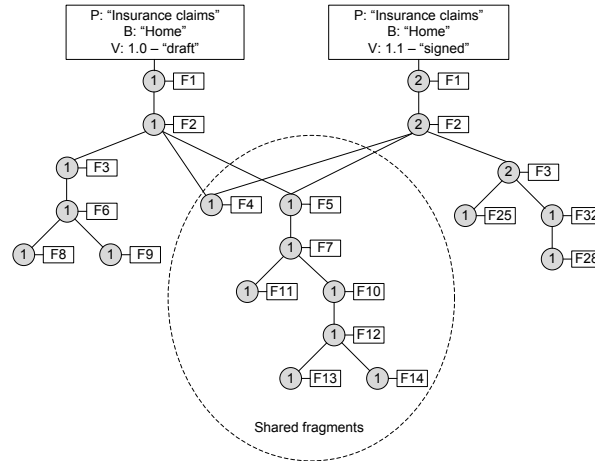 P: “Insurance claims”
B: “Home”
V: 1.0 – “draft”
P: “Insurance claims”
B: “Home”
V: 1.1 – “signed”
1 F1
2 F1
1 F2
2 F2
1 F3
2 F3
1 F4
1 F5
1 F6
1 F25
1 F32
1 F7
1 F8
1 F9
1 F28
1 F11
1 F10
1 F12
1 F13
1 F14
Shared fragments